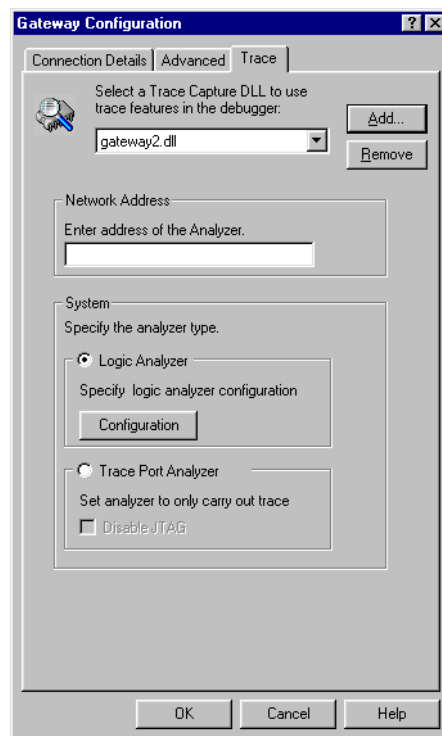 Gateway Configuration
Connection Details Advanced Trace
Select a Trace Capture DLL to use
trace features in the debugger:
gateway2.dll
Add...
Remove
Network Address
Enter address of the Analyzer.
System
Specify the analyzer type.
Logic Analyzer
Specify logic analyzer configuration
Configuration
Trace Port Analyzer
Set analyzer to only carry out trace
Disable JTAG
OK Cancel Help